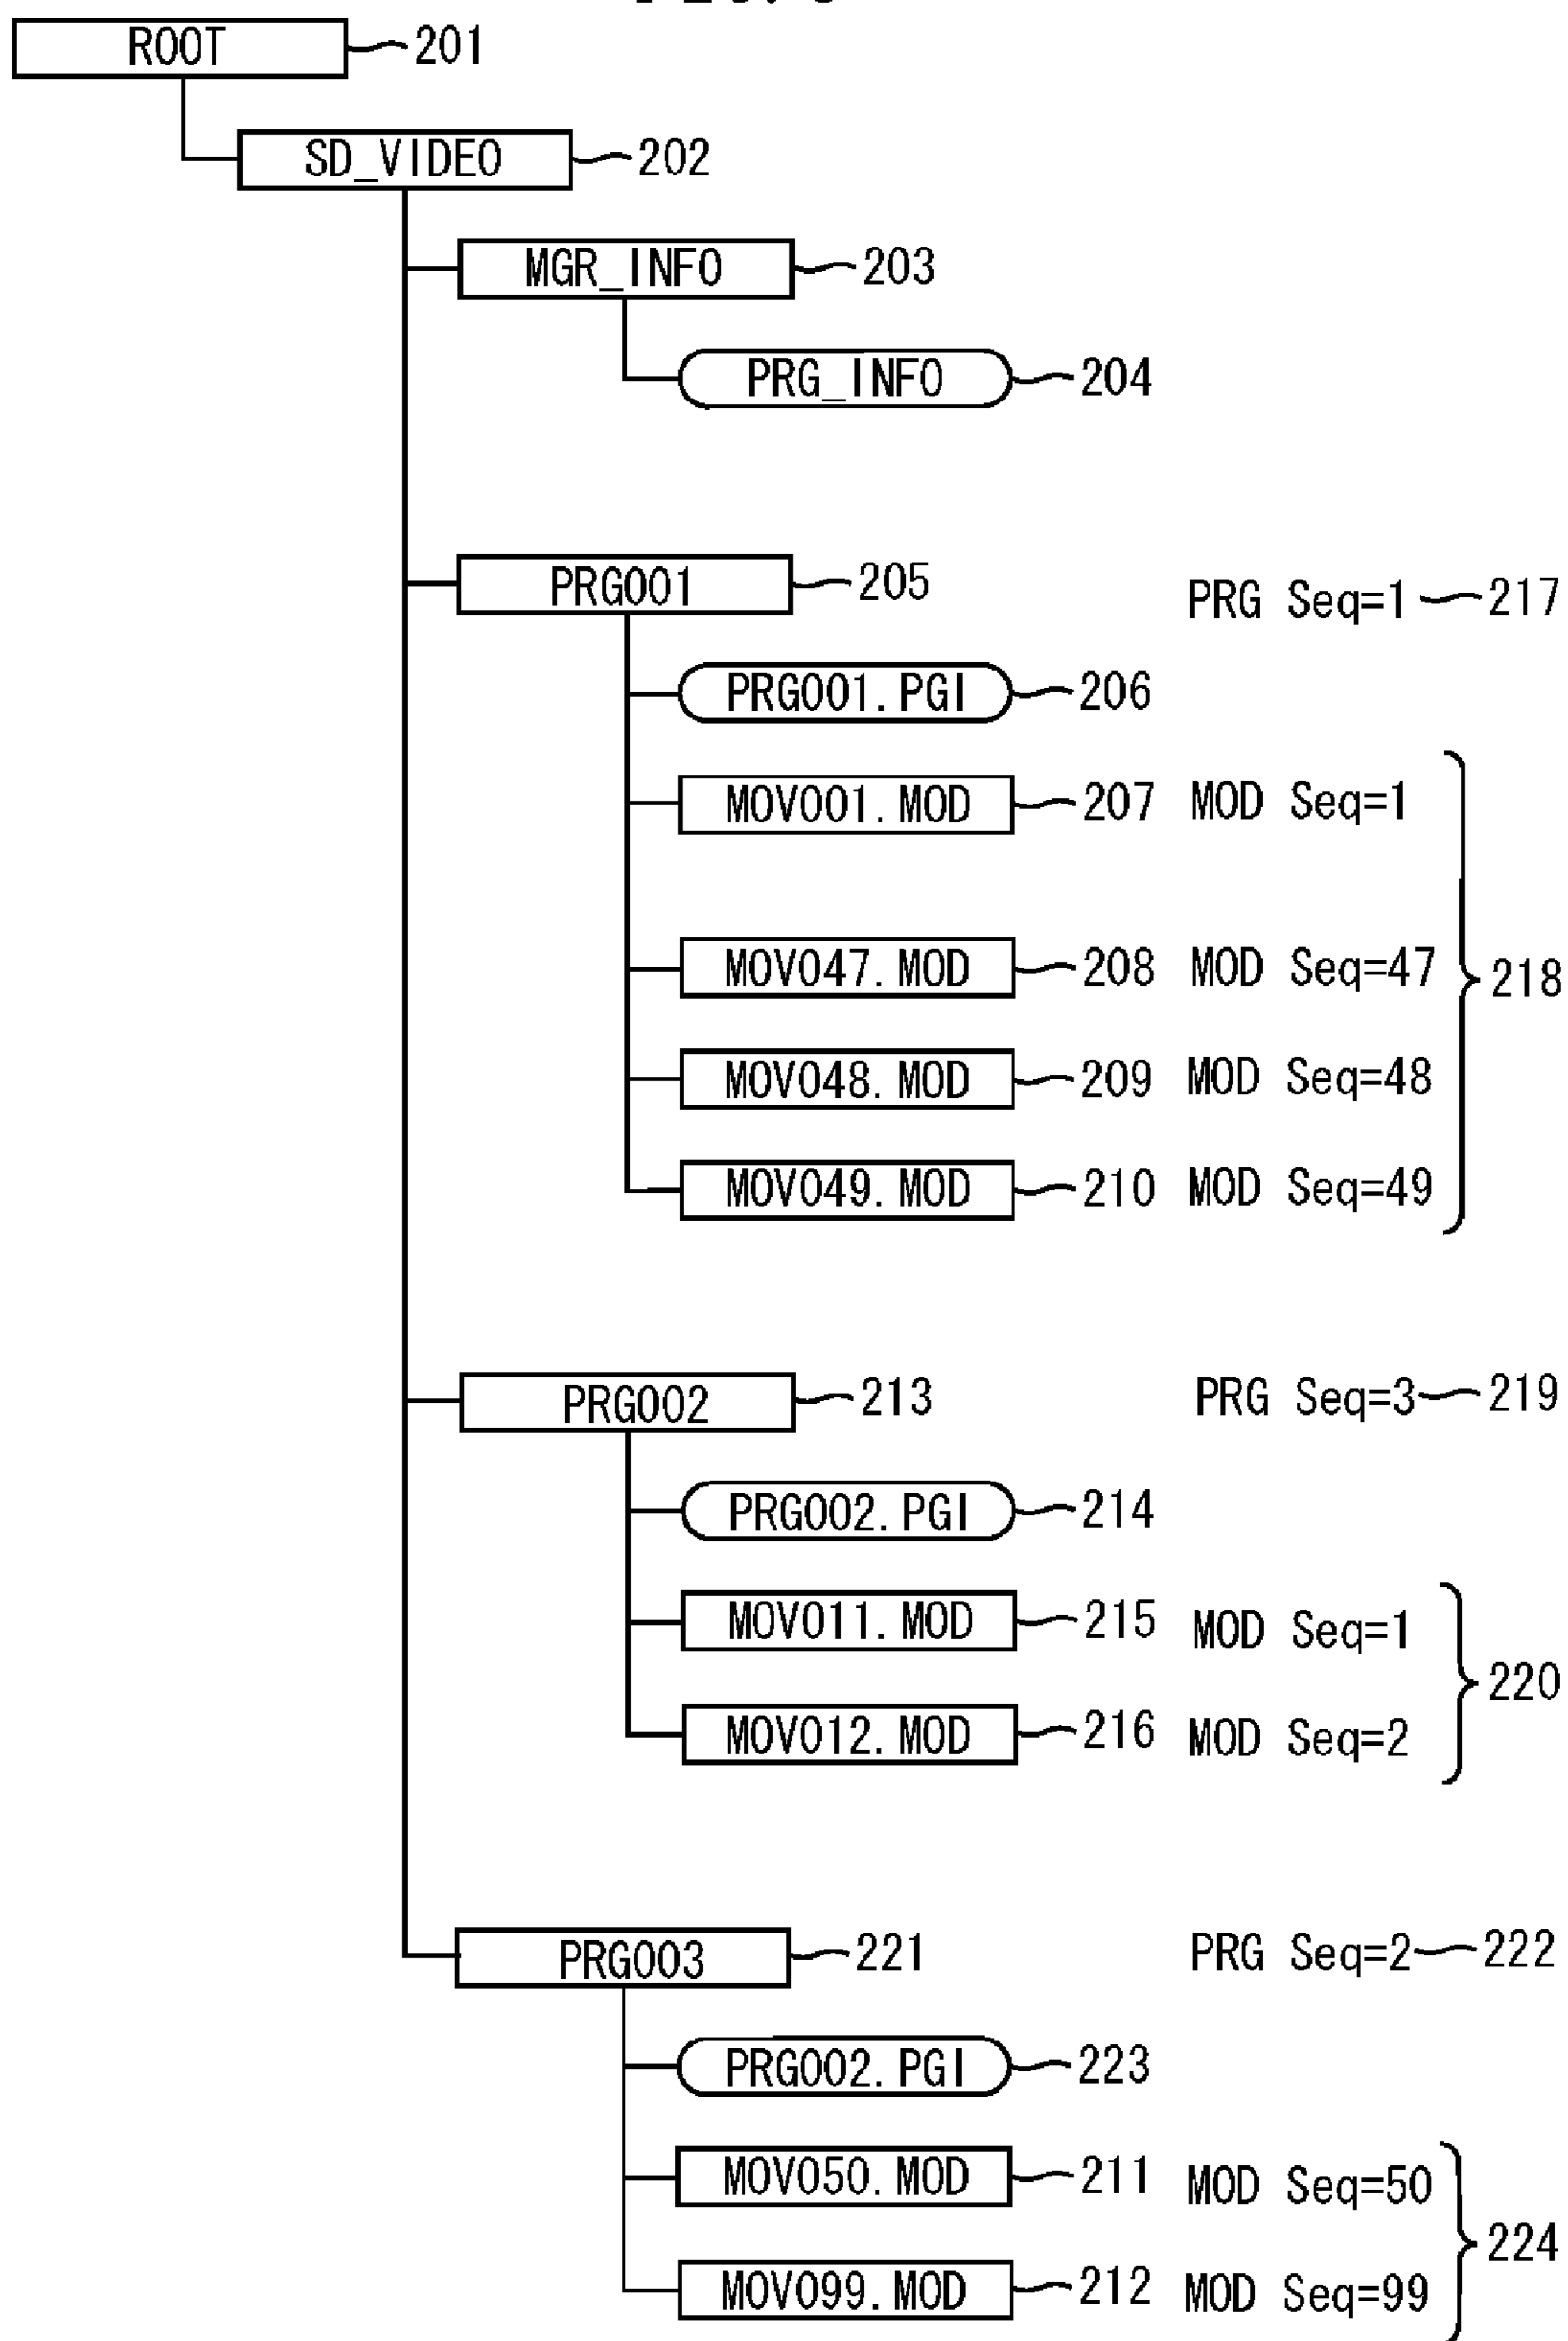 ROOT 201
SD_VIDEO 202
MGR_INFO 203
PRG_INFO 204
PRG001 205 PRG Seq=1 217
PRG001.PGI 206
MOV001.MOD 207 MOD Seq=1
MOV047.MOD 208 MOD Seq=47
218
MOV048.MOD 209 MOD Seq=48
MOV049.MOD 210 MOD Seq=49
PRG002 213 PRG Seq=3 219
PRG002.PGI 214
MOV011.MOD 215 MOD Seq=1
220
MOV012.MOD 216 MOD Seq=2
PRG003 221 PRG Seq=2 222
PRG002.PGI 223
MOV050.MOD 211 MOD Seq=50
224
MOV099.MOD 212 MOD Seq=99